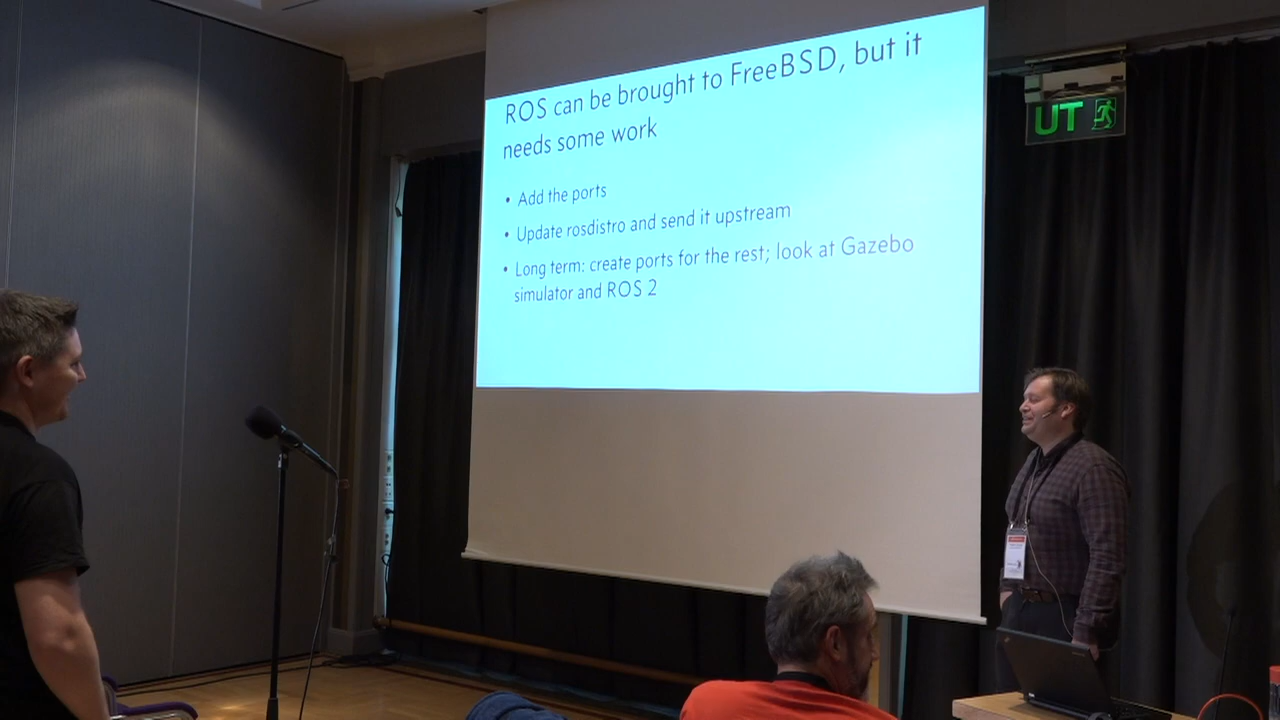 ROS can be brought to FreeBSD, but it
needs some work
• Add the ports
• Update rosdistro and send it upstream
• Long term: create ports for the rest; look at Gazebo
simulator and ROS 2
UT